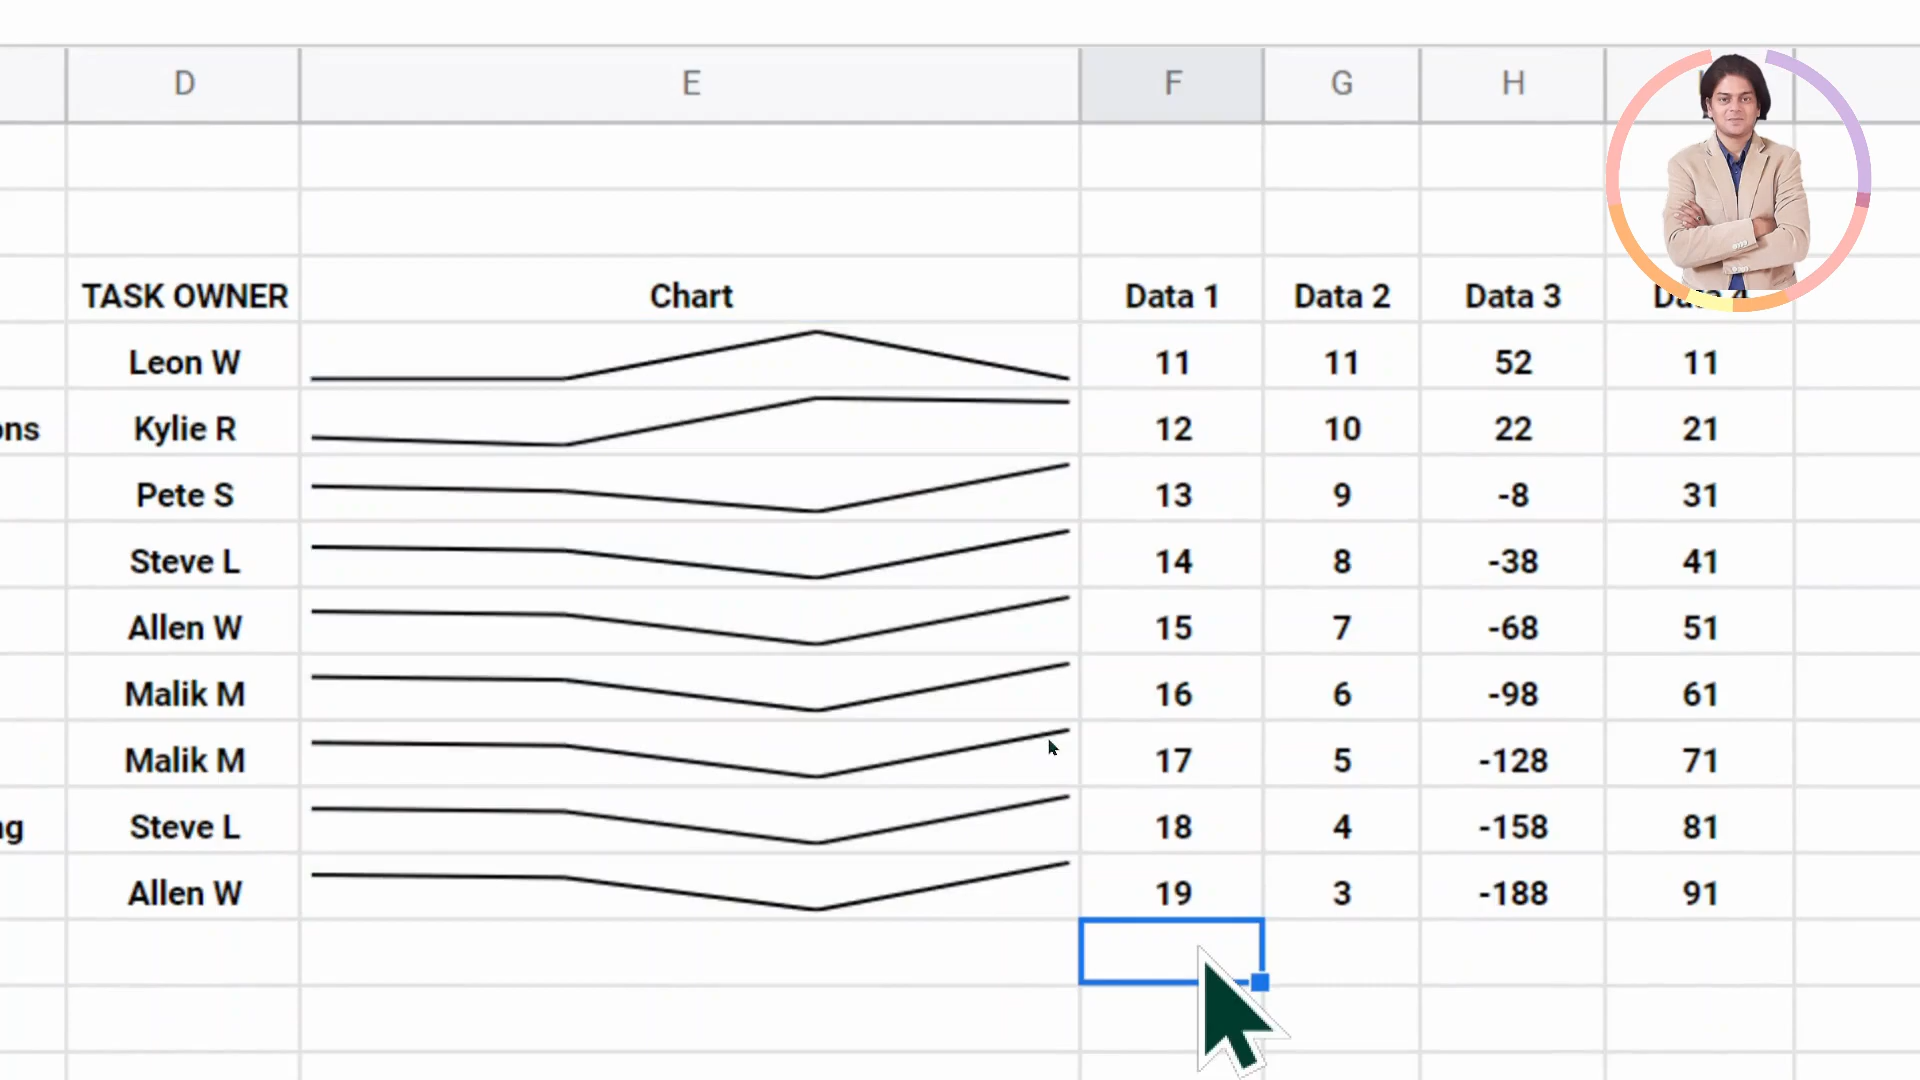 D E F G H
TASK OWNER Chart Data 1 Data 2 Data 3
Leon W 11 11 52 11
ons Kylie R 12 10 22 21
Pete S 13 9 -8 31
Steve L 14 8 -38 41
Allen W 15 7 -68 51
Malik M 16 6 -98 61
Malik M 17 5 -128 71
ng Steve L 18 4 -158 81
Allen W 19 3 -188 91